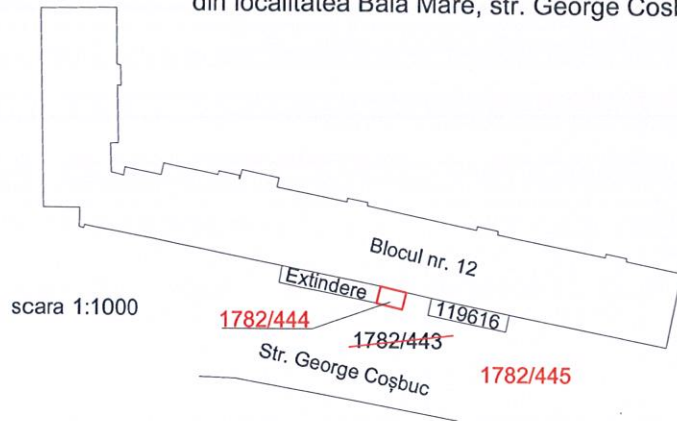 din localitatea Baia Mare, str. George Cosb
Blocul nr. 12
Extindere
119616
scara 1:1000
1782/444
1782/443
Str. George Coșbuc
1782/445